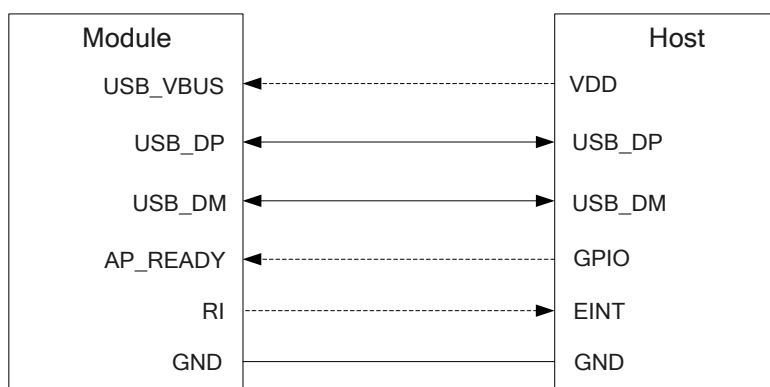 Module Host
USB_VBUS VDD
USB_DP USB_DP
USB_DM USB_DM
AP_READY GPIO
RI EINT
GND GND